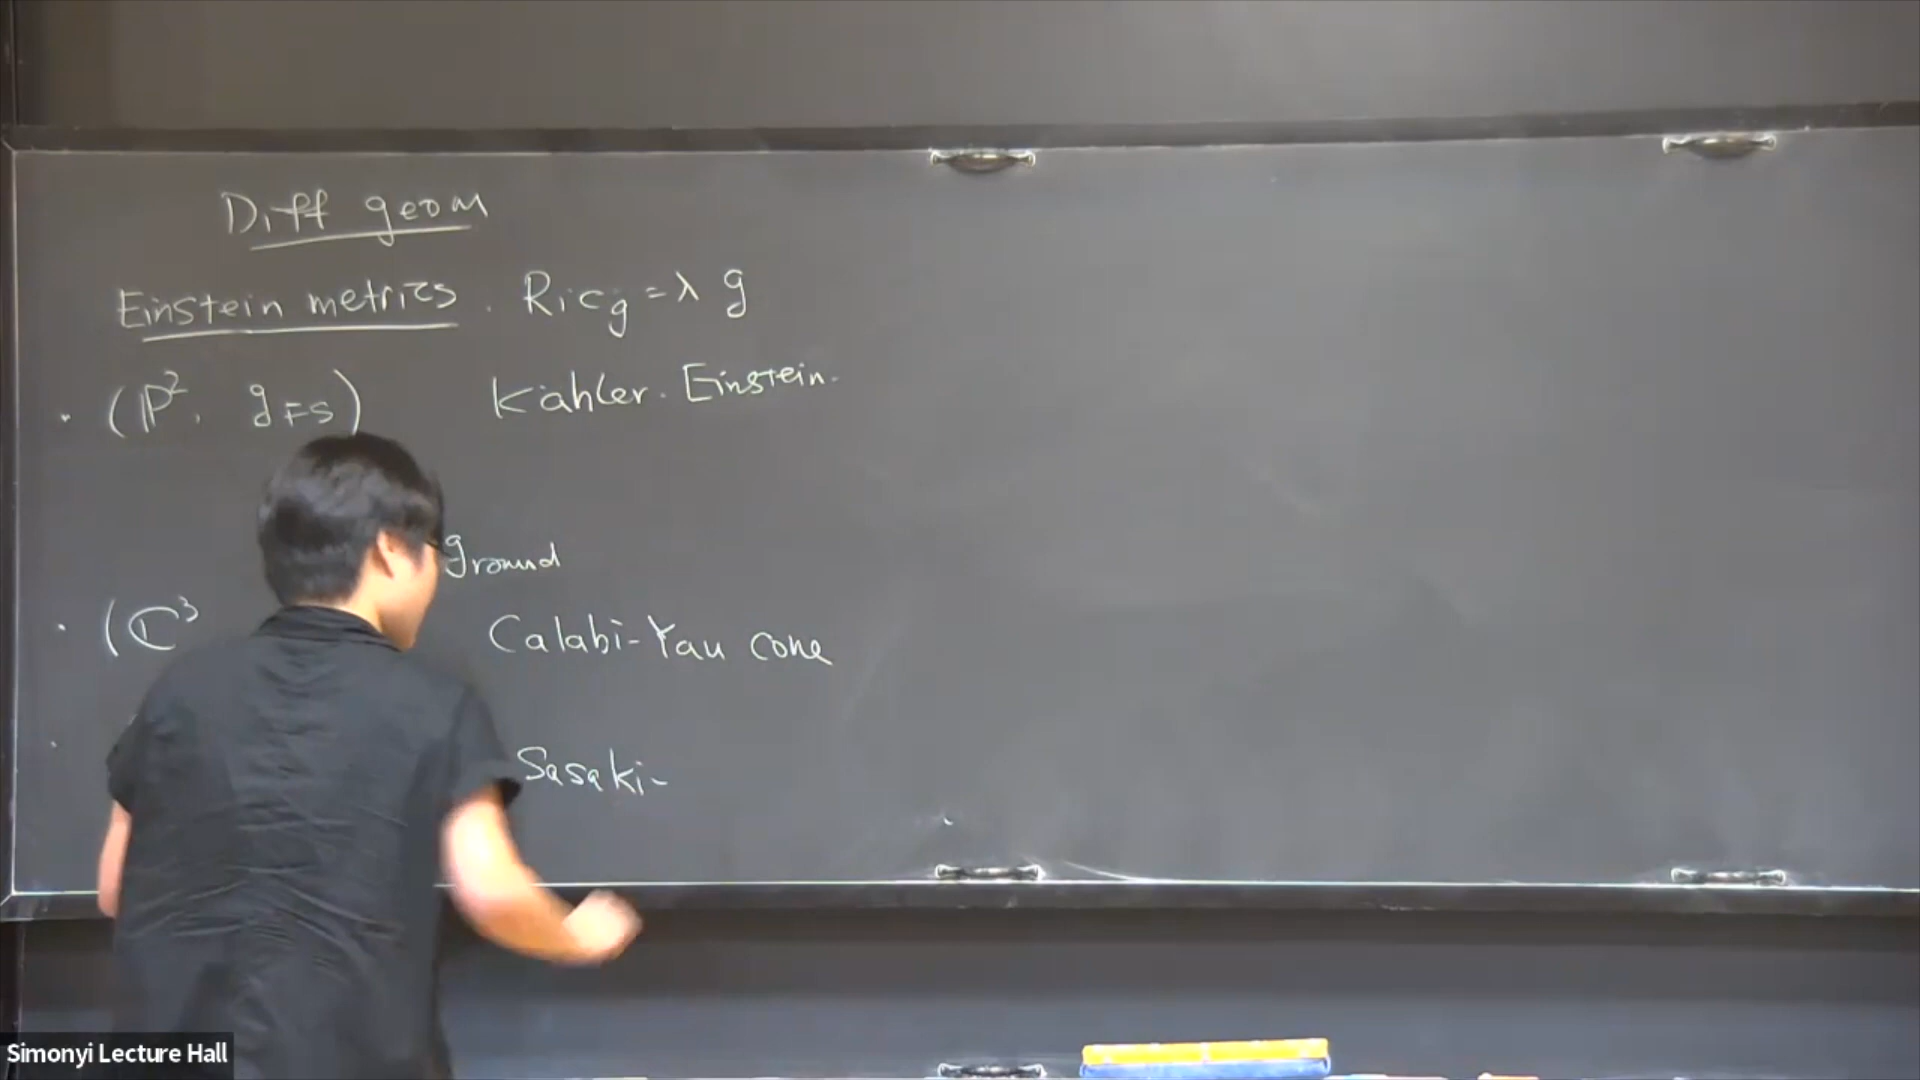 Diff geom
Einstein metrics. Ric_g = λ g
· (ℙ², g_FS) Kähler. Einstein.
ground
· (ℂ³ Calabi-Yau cone
· Sasaki-
Simonyi Lecture Hall